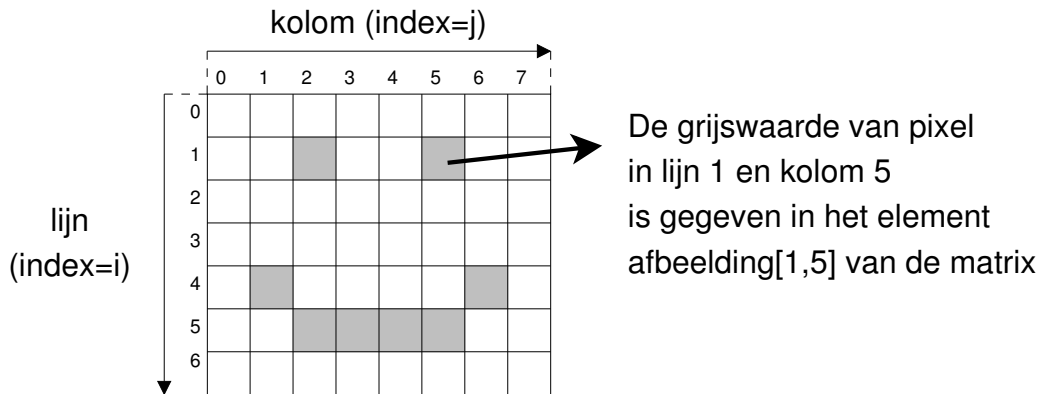 kolom (index=j)
0 1 2 3 4 5 6 7
0
1
2
3
4
5
6
lijn
(index=i)
De grijswaarde van pixel
in lijn 1 en kolom 5
is gegeven in het element
afbeelding[1,5] van de matrix